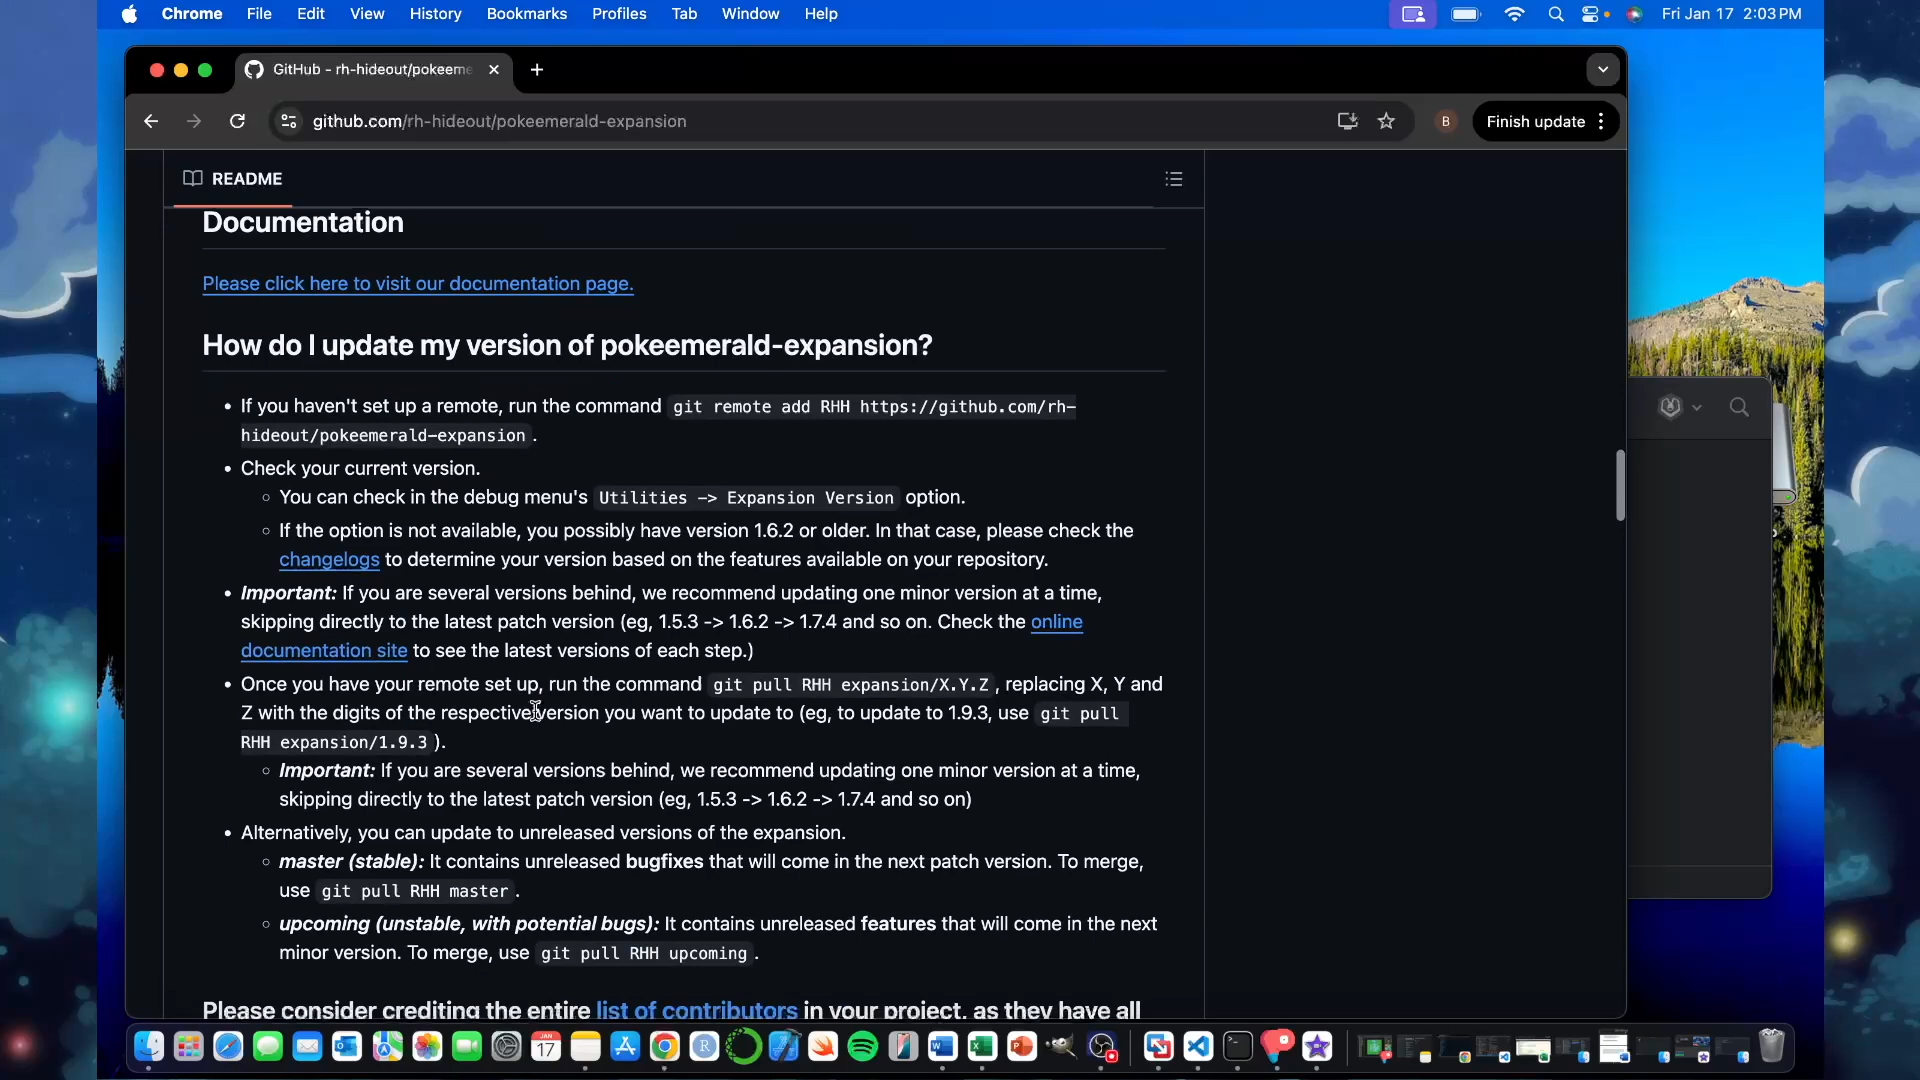 Chrome File Edit View History Bookmarks Profiles Tab Window Help Fri Jan 17 2:03 PM
GitHub - rh-hideout/pokeeme
github.com/rh-hideout/pokeemerald-expansion B Finish update
README
Documentation
Please click here to visit our documentation page.
How do I update my version of pokeemerald-expansion?
• If you haven't set up a remote, run the command git remote add RHH https://github.com/rh-
hideout/pokeemerald-expansion .
• Check your current version.
◦ You can check in the debug menu's Utilities -> Expansion Version option.
◦ If the option is not available, you possibly have version 1.6.2 or older. In that case, please check the
changelogs to determine your version based on the features available on your repository.
• Important: If you are several versions behind, we recommend updating one minor version at a time,
skipping directly to the latest patch version (eg, 1.5.3 -> 1.6.2 -> 1.7.4 and so on. Check the online
documentation site to see the latest versions of each step.)
• Once you have your remote set up, run the command git pull RHH expansion/X.Y.Z , replacing X, Y and
Z with the digits of the respective version you want to update to (eg, to update to 1.9.3, use git pull
RHH expansion/1.9.3 ).
◦ Important: If you are several versions behind, we recommend updating one minor version at a time,
skipping directly to the latest patch version (eg, 1.5.3 -> 1.6.2 -> 1.7.4 and so on)
• Alternatively, you can update to unreleased versions of the expansion.
◦ master (stable): It contains unreleased bugfixes that will come in the next patch version. To merge,
use git pull RHH master .
◦ upcoming (unstable, with potential bugs): It contains unreleased features that will come in the next
minor version. To merge, use git pull RHH upcoming .
Please consider crediting the entire list of contributors in your project, as they have all
JAN
17